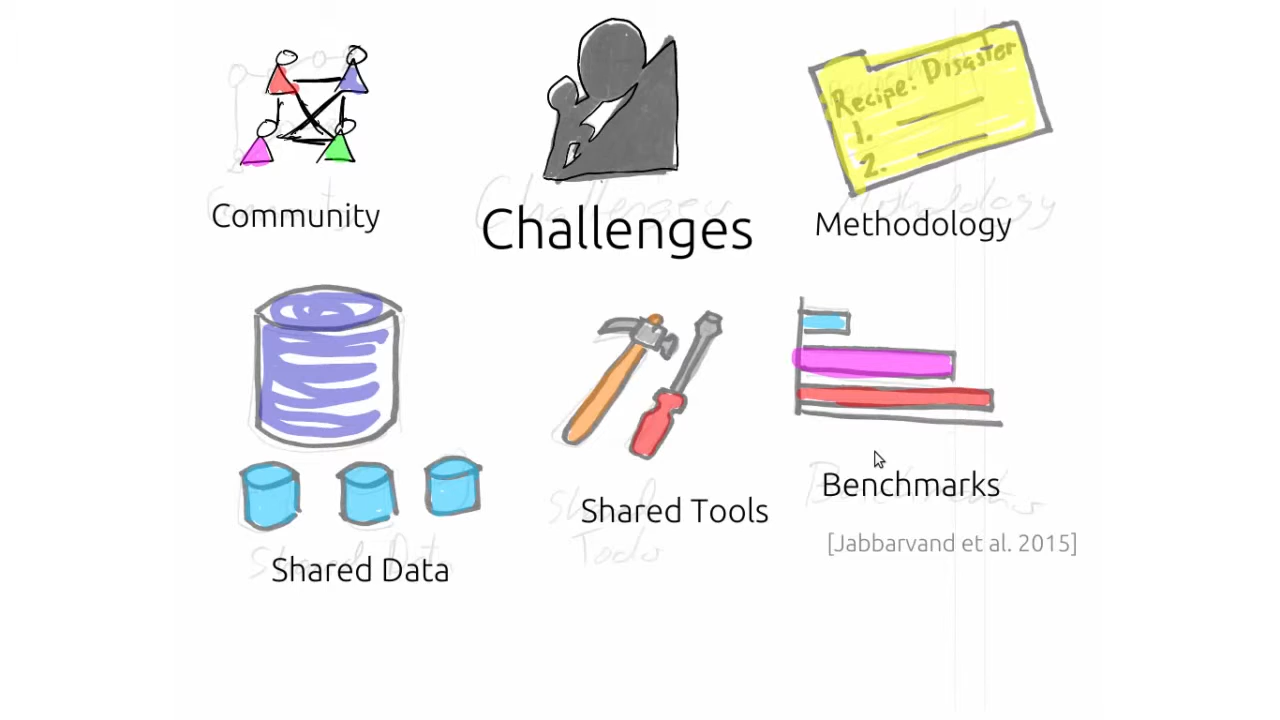 Community
Challenges
Recipe: Disaster
1.
2.
Methodology
Shared Data
Shared Tools
Benchmarks
[Jabbarvand et al. 2015]